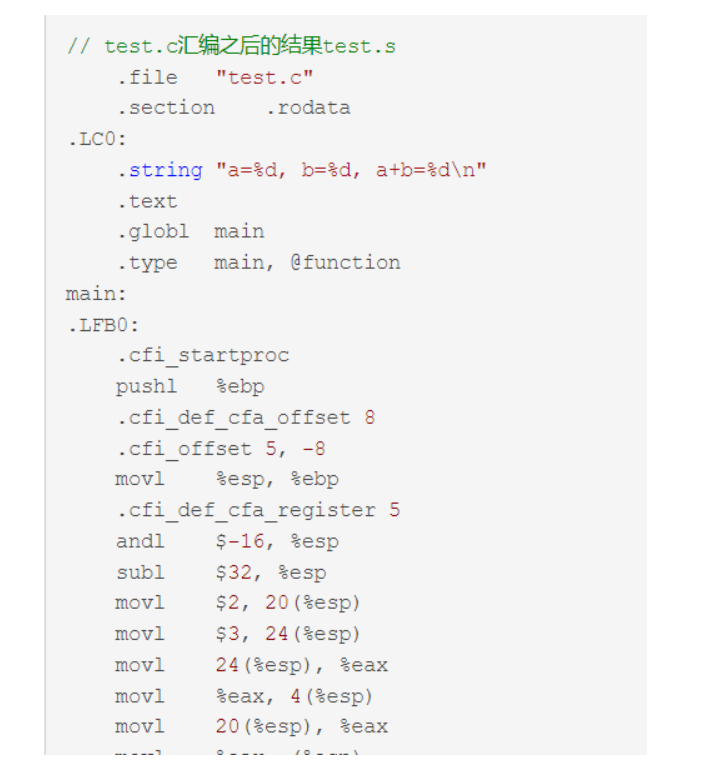 // test.c汇编之后的结果test.s
.file "test.c"
.section .rodata
.LC0:
.string "a=%d, b=%d, a+b=%d\n"
.text
.globl main
.type main, @function
main:
.LFB0:
.cfi_startproc
pushl %ebp
.cfi_def_cfa_offset 8
.cfi_offset 5, -8
movl %esp, %ebp
.cfi_def_cfa_register 5
andl $-16, %esp
subl $32, %esp
movl $2, 20(%esp)
movl $3, 24(%esp)
movl 24(%esp), %eax
movl %eax, 4(%esp)
movl 20(%esp), %eax